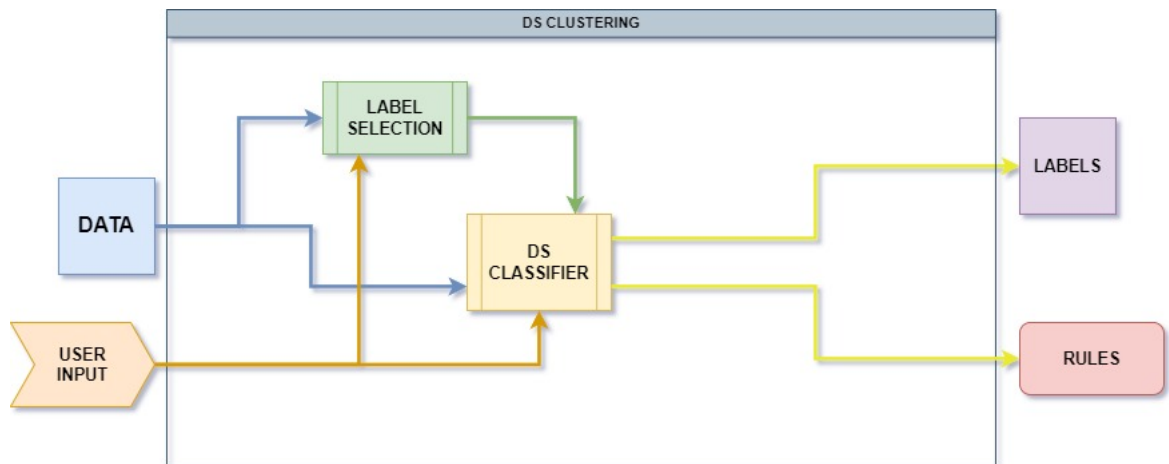 DS CLUSTERING
LABEL
SELECTION
DATA
LABELS
DS
CLASSIFIER
USER
INPUT
RULES